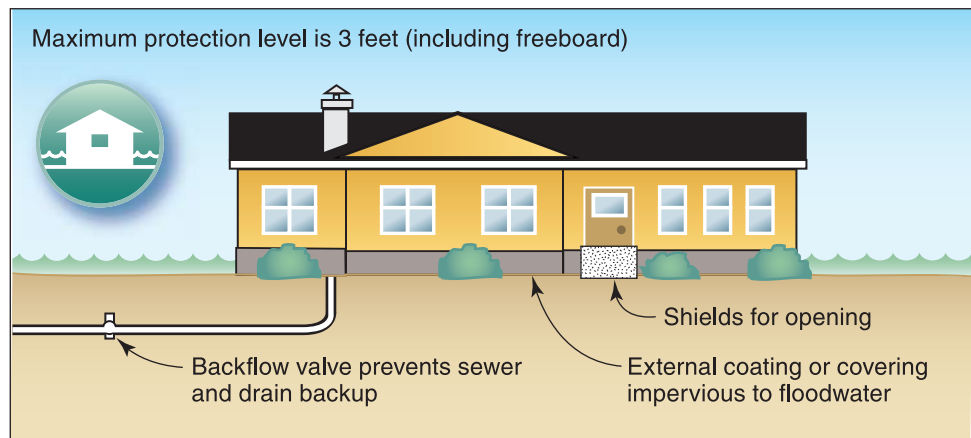 Maximum protection level is 3 feet (including freeboard)
Shields for opening
Backflow valve prevents sewer
and drain backup
External coating or covering
impervious to floodwater